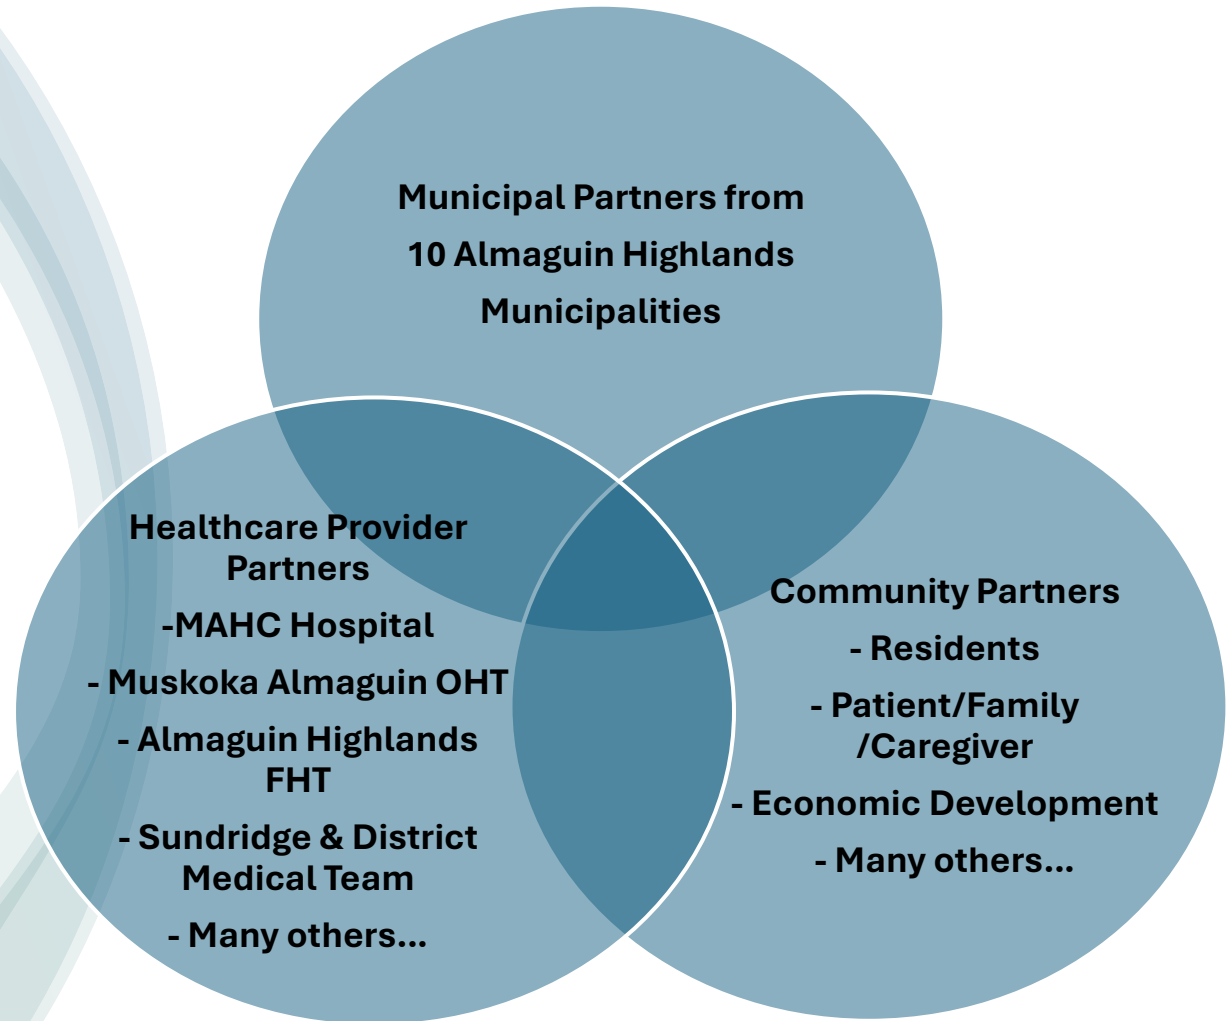 Municipal Partners from
10 Almaguin Highlands
Municipalities
Healthcare Provider
Partners
-MAHC Hospital
- Muskoka Almaguin OHT
- Almaguin Highlands
FHT
- Sundridge & District
Medical Team
- Many others...
Community Partners
- Residents
- Patient/Family
/Caregiver
- Economic Development
- Many others...